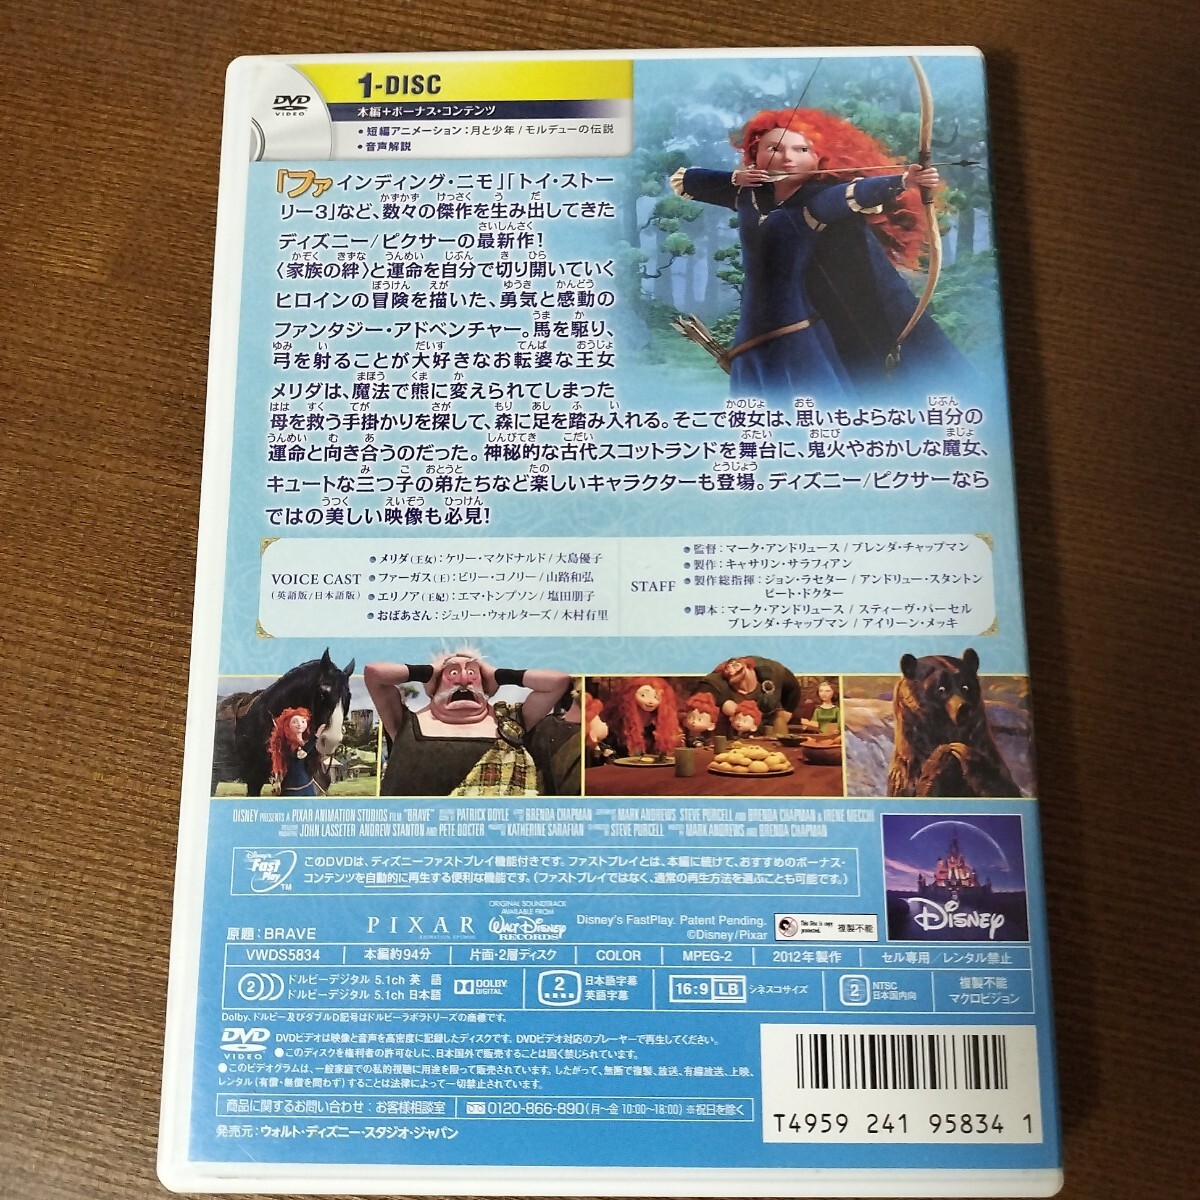 DVD
VIDEO
1-DISC
本編+ボーナス・コンテンツ
• 短編アニメーション：月と少年 / モルデューの伝説
• 音声解説
「ファインディング・ニモ」「トイ・ストー
リー3」など、数々の傑作を生み出してきた
ディズニー/ピクサーの最新作！
〈家族の絆〉と運命を自分で切り開いていく
ヒロインの冒険を描いた、勇気と感動の
ファンタジー・アドベンチャー。馬を駆り、
弓を射ることが大好きなお転婆な王女
メリダは、魔法で熊に変えられてしまった
母を救う手掛かりを探して、森に足を踏み入れる。そこで彼女は、思いもよらない自分の
運命と向き合うのだった。神秘的な古代スコットランドを舞台に、鬼火やおかしな魔女、
キュートな三つ子の弟たちなど楽しいキャラクターも登場。ディズニー/ピクサーなら
ではの美しい映像も必見！
VOICE CAST
(英語版/日本語版)
● メリダ(王女)：ケリー・マクドナルド / 大島優子
● ファーガス(王)：ビリー・コノリー / 山路和弘
● エリノア(王妃)：エマ・トンプソン / 塩田朋子
● おばあさん：ジュリー・ウォルターズ / 木村有里
STAFF
● 監督：マーク・アンドリュース / ブレンダ・チャップマン
● 製作：キャサリン・サラフィアン
● 製作総指揮：ジョン・ラセター / アンドリュー・スタントン
ピート・ドクター
● 脚本：マーク・アンドリュース / スティーヴ・パーセル
ブレンダ・チャップマン / アイリーン・メッキ
DISNEY PRESENTS A PIXAR ANIMATION STUDIOS FILM "BRAVE" PATRICK DOYLE BRENDA CHAPMAN MARK ANDREWS STEVE PURCELL AND BRENDA CHAPMAN & IRENE MECCHI
JOHN LASSETER ANDREW STANTON AND PETE DOCTER KATHERINE SARAFIAN STEVE PURCELL MARK ANDREWS AND BRENDA CHAPMAN
Disney's Fast Play TM
このDVDは、ディズニーファストプレイ機能付きです。ファストプレイとは、本編に続けて、おすすめのボーナス・
コンテンツを自動的に再生する便利な機能です。(ファストプレイではなく、通常の再生方法を選ぶことも可能です。)
Disney
原題：BRAVE
PIXAR
ANIMATION STUDIOS
ORIGINAL SOUNDTRACK
AVAILABLE FROM
WALT DISNEY
RECORDS
Disney's FastPlay. Patent Pending.
©Disney/Pixar
This Disc is copy
protected.
複製不能
VWDS5834
本編約94分
片面・2層ディスク
COLOR
MPEG-2
2012年製作
セル専用/レンタル禁止
2
ドルビーデジタル 5.1ch 英 語
ドルビーデジタル 5.1ch 日本語
DOLBY
DIGITAL
2
日本語字幕
英語字幕
16:9 LB シネスコサイズ
2
NTSC
日本国内向
複製不能
マクロビジョン
Dolby、ドルビー及びダブルD記号はドルビーラボラトリーズの商標です。
DVD
VIDEO
DVDビデオは映像と音声を高密度に記録したディスクです。DVDビデオ対応のプレーヤーで再生してください。
● このディスクを権利者の許可なしに、日本国外で販売することは固く禁じられています。
● このビデオグラムは、一般家庭での私的視聴に用途を限って販売されています。したがって、無断で複製、放送、有線放送、上映、
レンタル(有償・無償を問わず)することは法律によって一切禁止されています。
商品に関するお問い合わせ：お客様相談室
0120-866-890(月～金 10:00～18:00) ※祝日を除く
発売元：ウォルト・ディズニー・スタジオ・ジャパン
T4959 241 95834 1